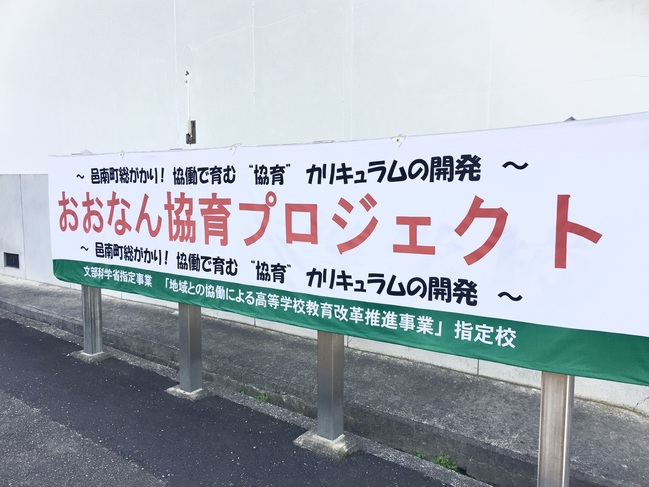 ～ 邑南町総がかり！ 協働で育む “協育” カリキュラムの開発 ～
おおなん協育プロジェクト
～ 邑南町総がかり！ 協働で育む “協育” カリキュラムの開発 ～
文部科学省指定事業 「地域との協働による高等学校教育改革推進事業」指定校